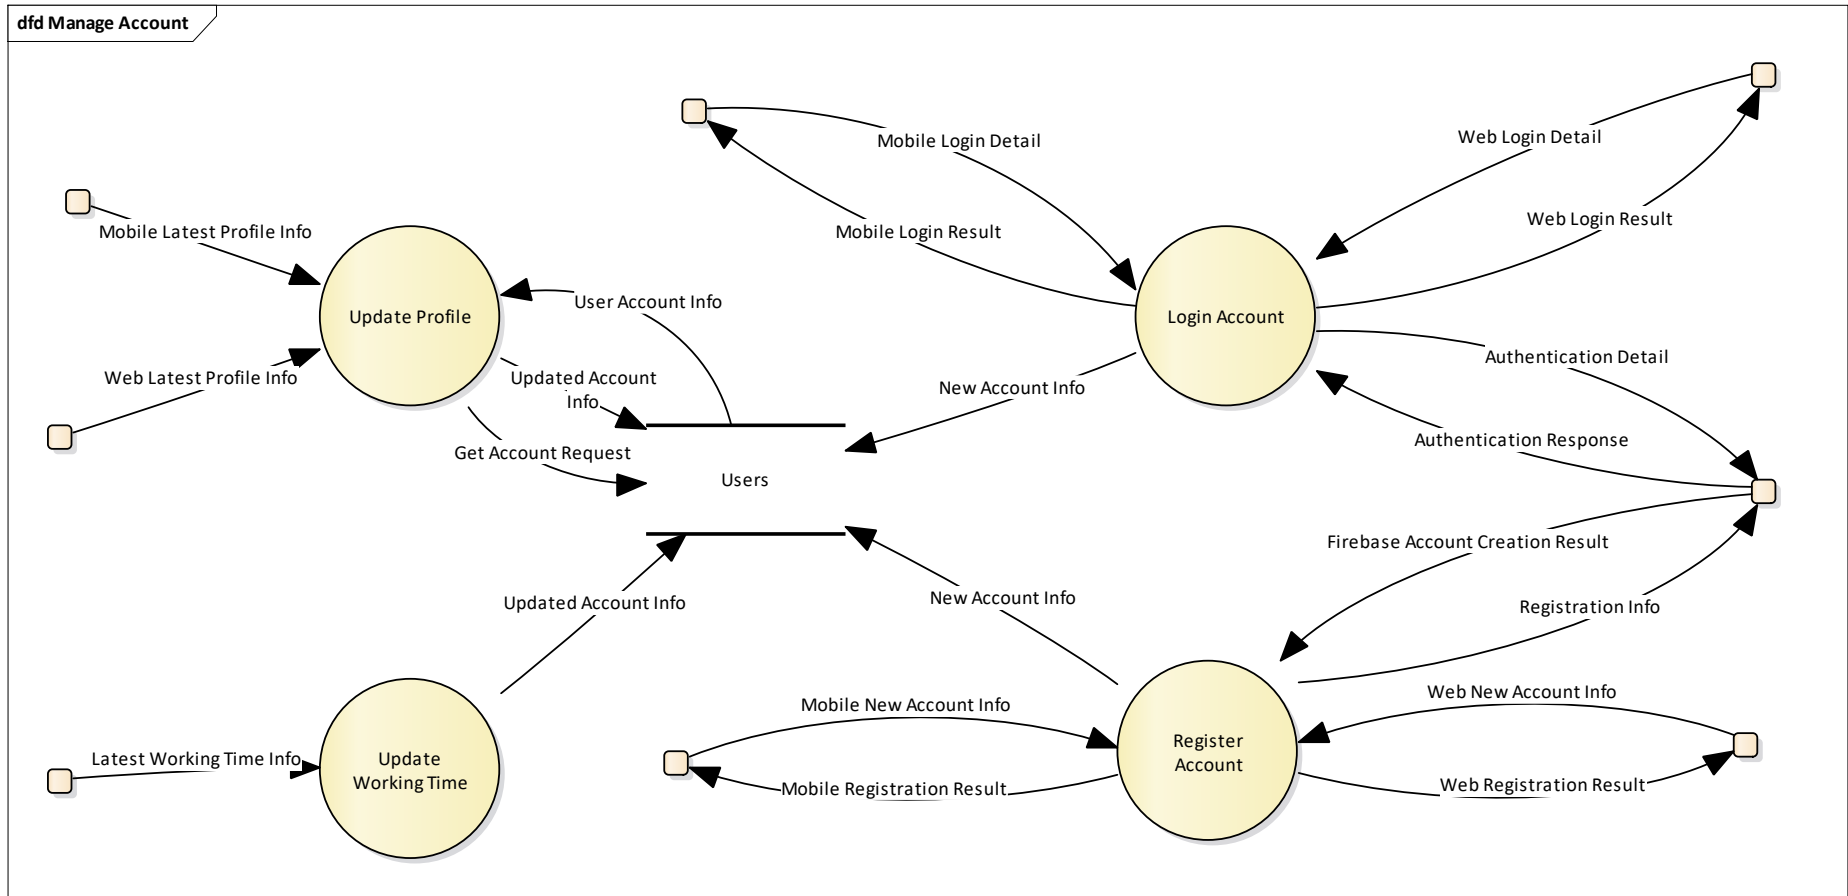 dfd Manage Account
Mobile Login Detail
Web Login Detail
Mobile Latest Profile Info
Mobile Login Result
Web Login Result
User Account Info
Update Profile
Login Account
Authentication Detail
Web Latest Profile Info
Updated Account
Info
New Account Info
Get Account Request
Authentication Response
Users
Firebase Account Creation Result
Updated Account Info
New Account Info
Registration Info
Mobile New Account Info
Web New Account Info
Latest Working Time Info
Update
Working Time
Register
Account
Mobile Registration Result
Web Registration Result